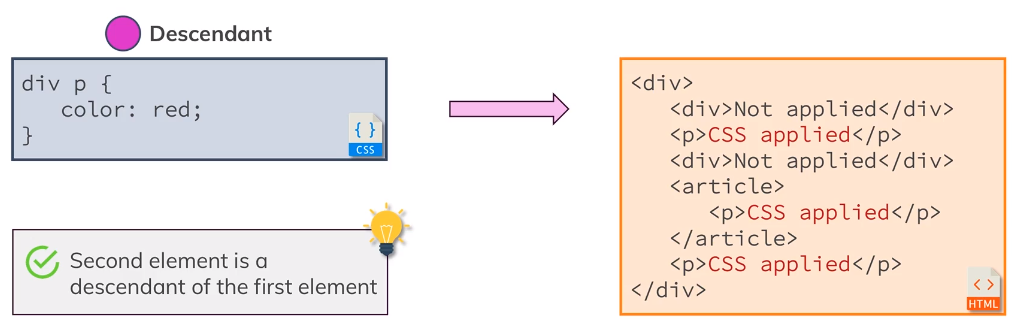 Descendant
div p {
   color: red;
}
{ }
CSS
Second element is a
descendant of the first element
<div>
   <div>Not applied</div>
   <p>CSS applied</p>
   <div>Not applied</div>
   <article>
      <p>CSS applied</p>
   </article>
   <p>CSS applied</p>
</div>
<>
HTML